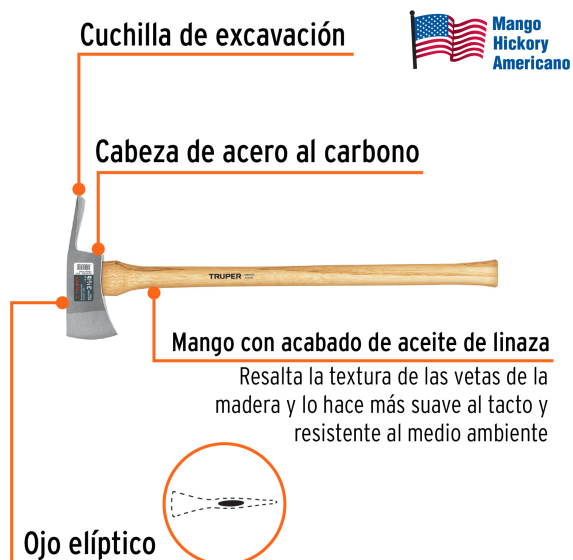 Cuchilla de excavación
Mango
Hickory
Americano
Cabeza de acero al carbono
TRUPER
Mango con acabado de aceite de linaza
Resalta la textura de las vetas de la
madera y lo hace más suave al tacto y
resistente al medio ambiente
Ojo elíptico